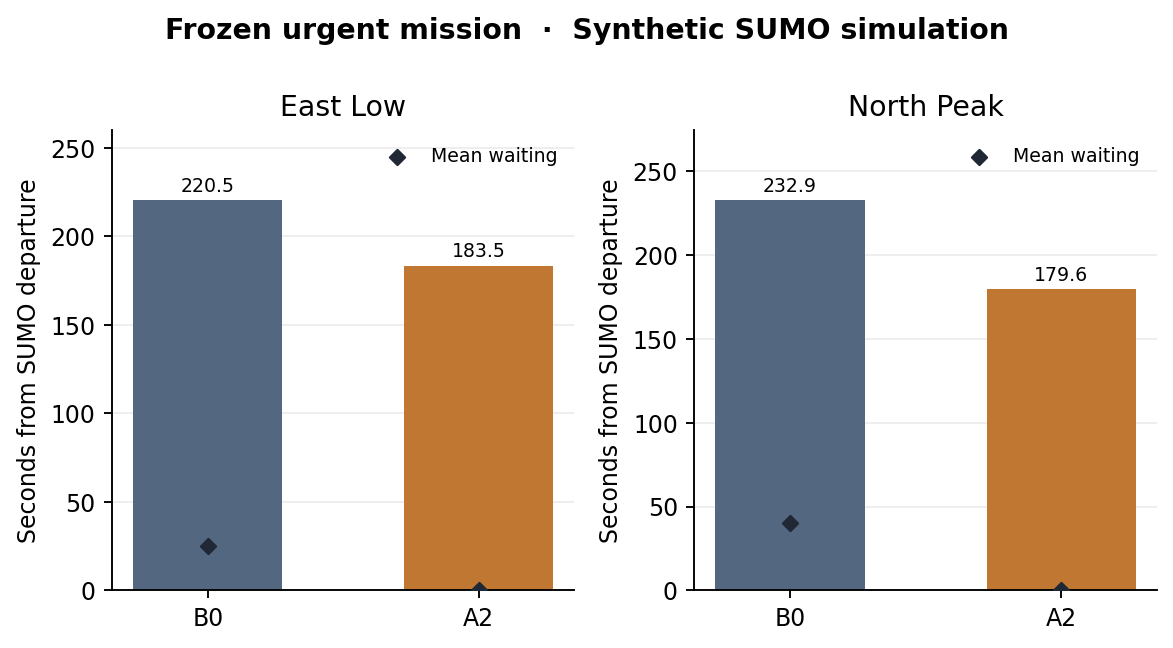 Frozen urgent mission · Synthetic SUMO simulation
East Low
Seconds from SUMO departure
250
200
150
100
50
0
Mean waiting
220.5
183.5
B0
A2
North Peak
Seconds from SUMO departure
250
200
150
100
50
0
Mean waiting
232.9
179.6
B0
A2